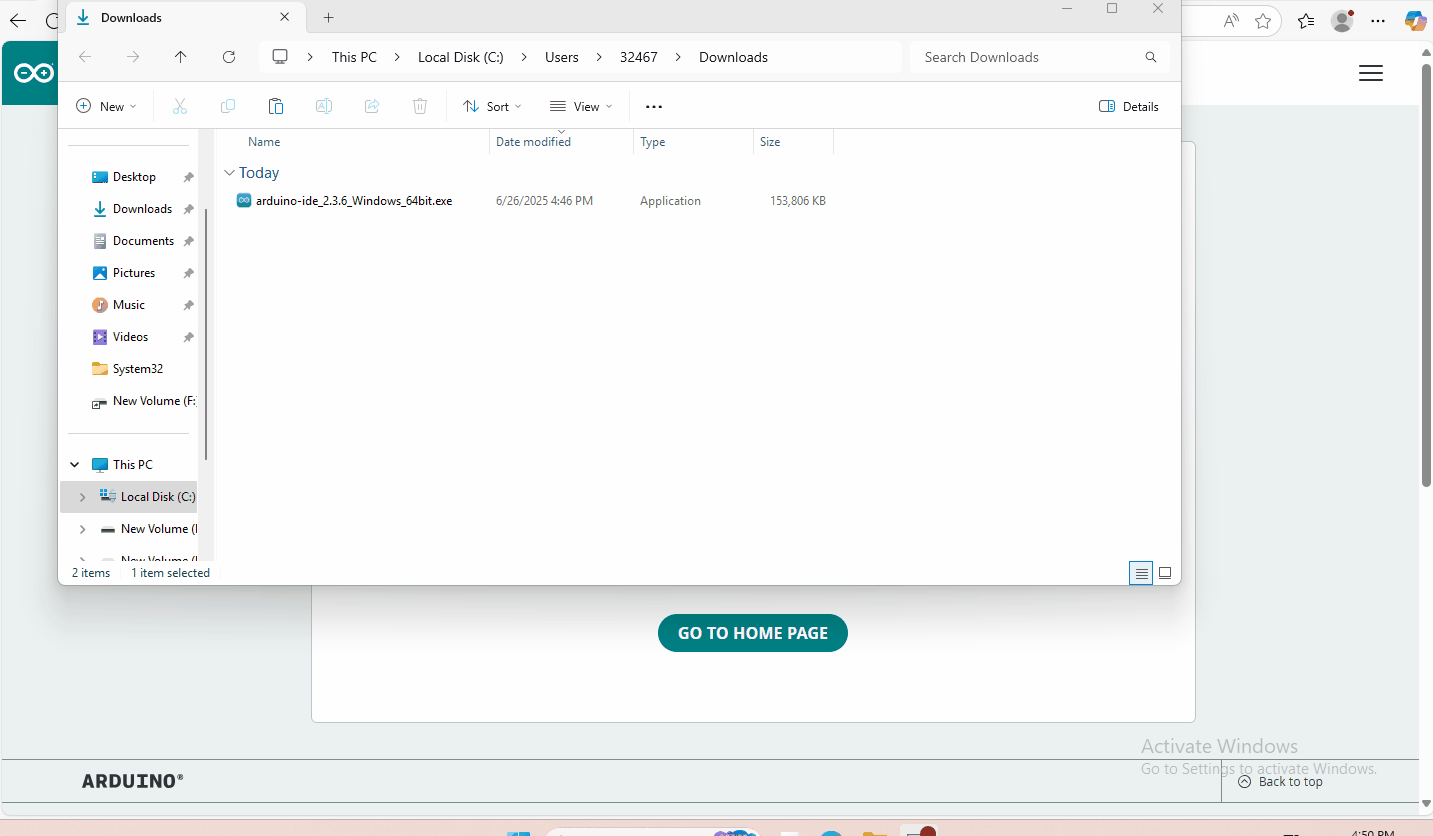 Downloads
This PC
Local Disk (C:)
Users
32467
Downloads
Search Downloads
New
Sort
View
Details
Name
Date modified
Type
Size
Today
arduino-ide_2.3.6_Windows_64bit.exe
6/26/2025 4:46 PM
Application
153,806 KB
Desktop
Downloads
Documents
Pictures
Music
Videos
System32
New Volume (F:
This PC
Local Disk (C:)
New Volume (
New Volume (
2 items
1 item selected
GO TO HOME PAGE
Activate Windows
Go to Settings to activate Windows.
ARDUINO®
Back to top
4:50 PM